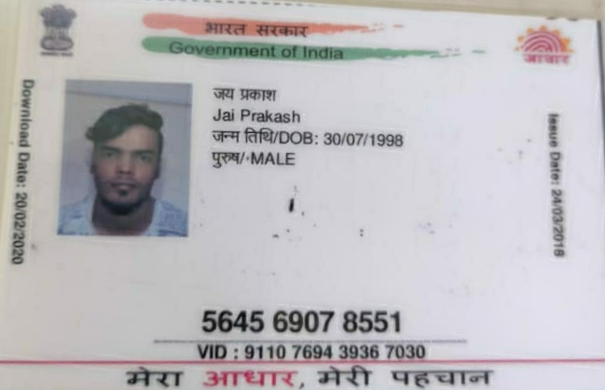 भारत सरकार
Government of India
आधार
Download Date: 20/02/2020
जय प्रकाश
Jai Prakash
जन्म तिथि/DOB: 30/07/1998
पुरुष/ MALE
Issue Date: 24/03/2018
5645 6907 8551
VID : 9110 7694 3936 7030
मेरा आधार, मेरी पहचान